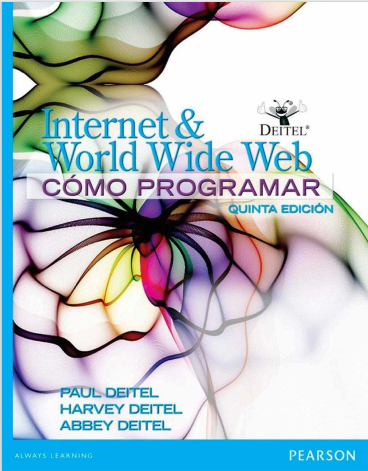 Internet &
World Wide Web
DEITEL®
CÓMO PROGRAMAR
QUINTA EDICIÓN
PAUL DEITEL
HARVEY DEITEL
ABBEY DEITEL
ALWAYS LEARNING
PEARSON